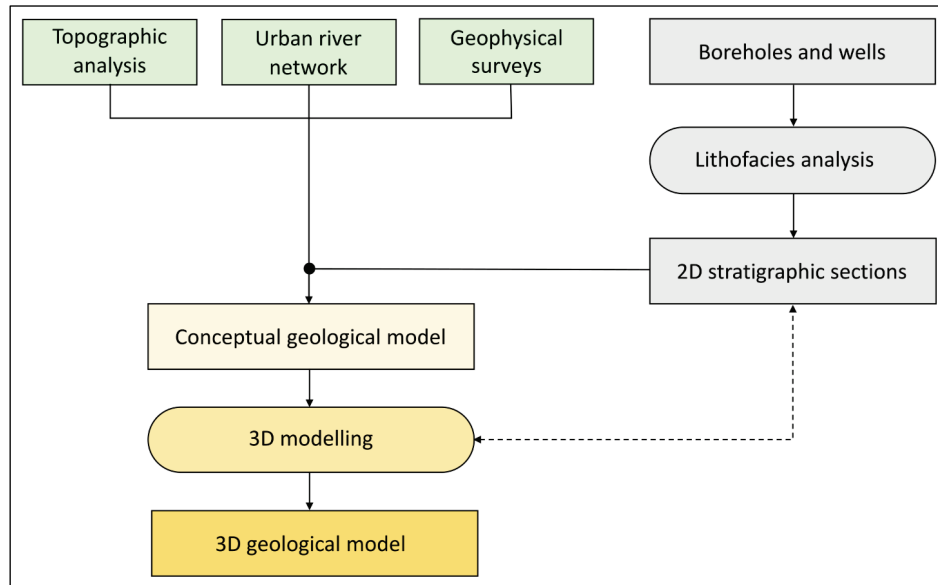 Topographic
analysis
Urban river
network
Geophysical
surveys
Boreholes and wells
Lithofacies analysis
2D stratigraphic sections
Conceptual geological model
3D modelling
3D geological model